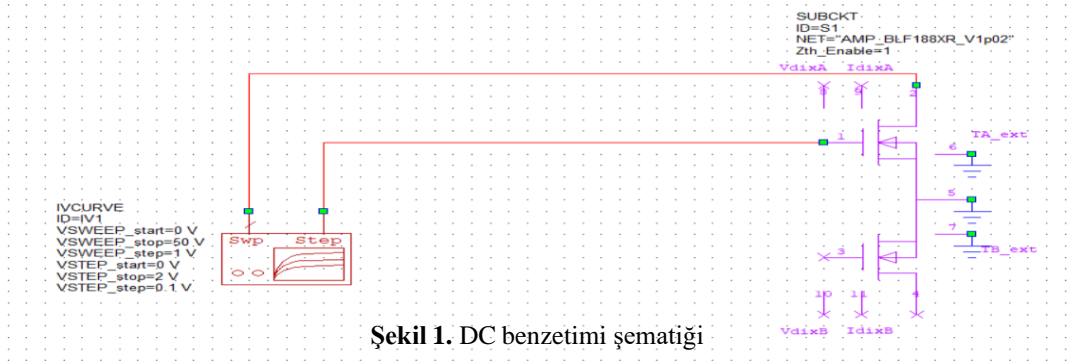 SUBCKT
ID=S1
NET="AMP_BLF188XR_V1p02"
Zth_Enable=1
VdixA IdixA
8 9 2
1
TA_ext
6
5
7
TB_ext
3
10 11 4
VdixB IdixB
IVCURVE
ID=IV1
VSWEEP_start=0 V
VSWEEP_stop=50 V
VSWEEP_step=1 V
VSTEP_start=0 V
VSTEP_stop=2 V
VSTEP_step=0.1 V
Swp Step
Şekil 1. DC benzetimi şematiği